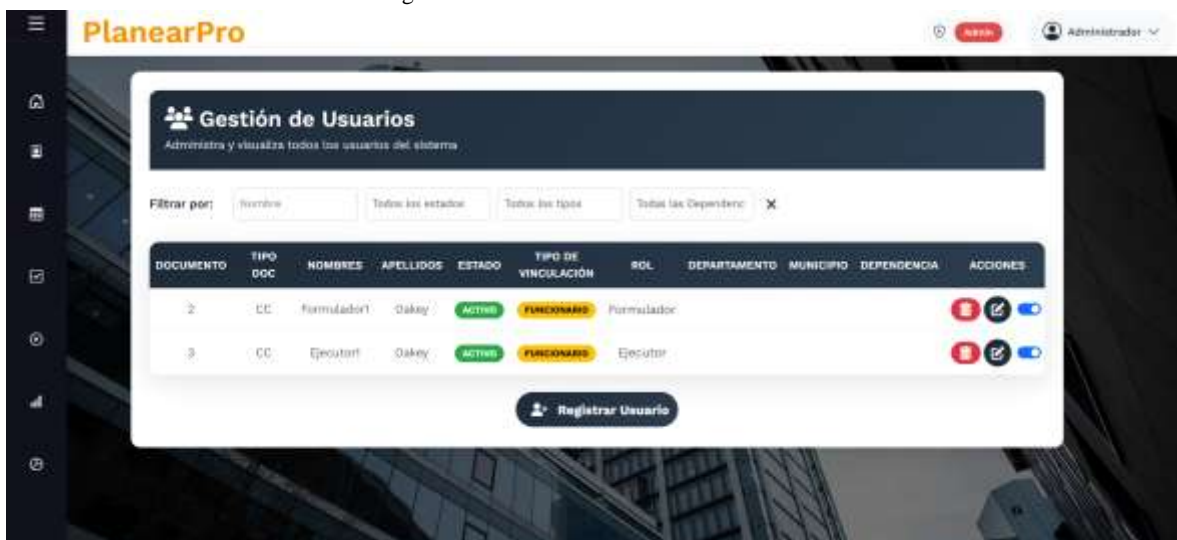 PlanearPro
Admin
Administrador
Gestión de Usuarios
Administra y visualiza todos los usuarios del sistema
Filtrar por:
Nombre
Todos los estados
Todos los tipos
Todas las Dependenc
DOCUMENTO TIPO DOC NOMBRES APELLIDOS ESTADO TIPO DE VINCULACIÓN ROL DEPARTAMENTO MUNICIPIO DEPENDENCIA ACCIONES
2 CC Formulador1 Oakey ACTIVO FUNCIONARIO Formulador
3 CC Ejecutor1 Oakey ACTIVO FUNCIONARIO Ejecutor
Registrar Usuario